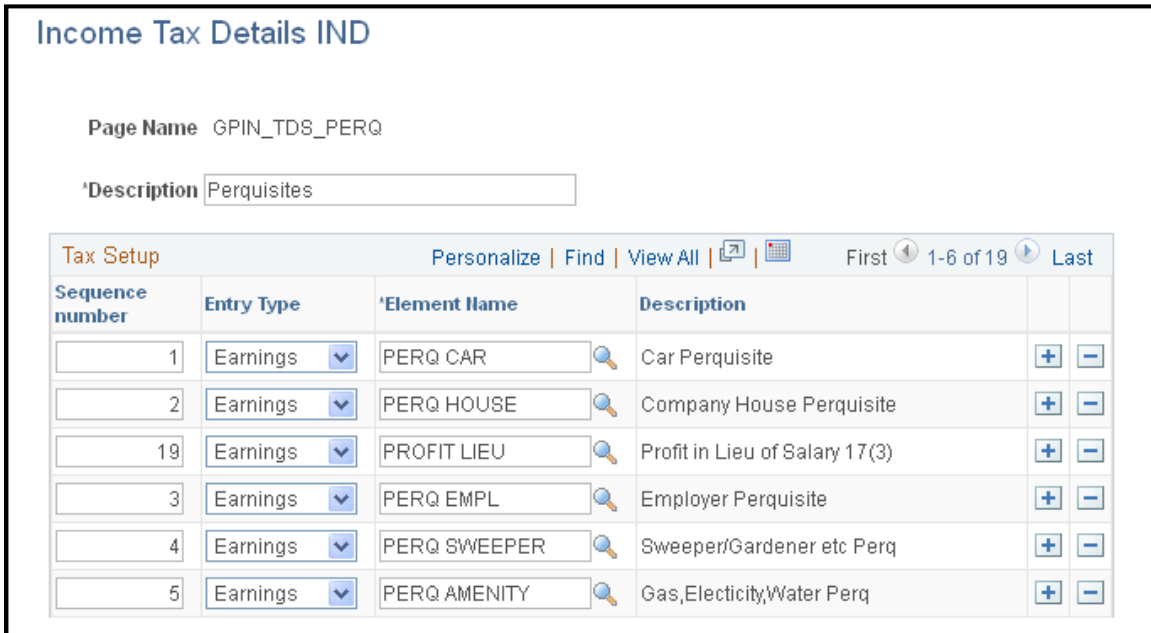 Income Tax Details IND
Page Name GPIN_TDS_PERQ
*Description Perquisites
Tax Setup Personalize | Find | View All | | First 1-6 of 19 Last
Sequence number Entry Type *Element Name Description
1 Earnings PERQ CAR Car Perquisite + -
2 Earnings PERQ HOUSE Company House Perquisite + -
19 Earnings PROFIT LIEU Profit in Lieu of Salary 17(3) + -
3 Earnings PERQ EMPL Employer Perquisite + -
4 Earnings PERQ SWEEPER Sweeper/Gardener etc Perq + -
5 Earnings PERQ AMENITY Gas,Electicity,Water Perq + -